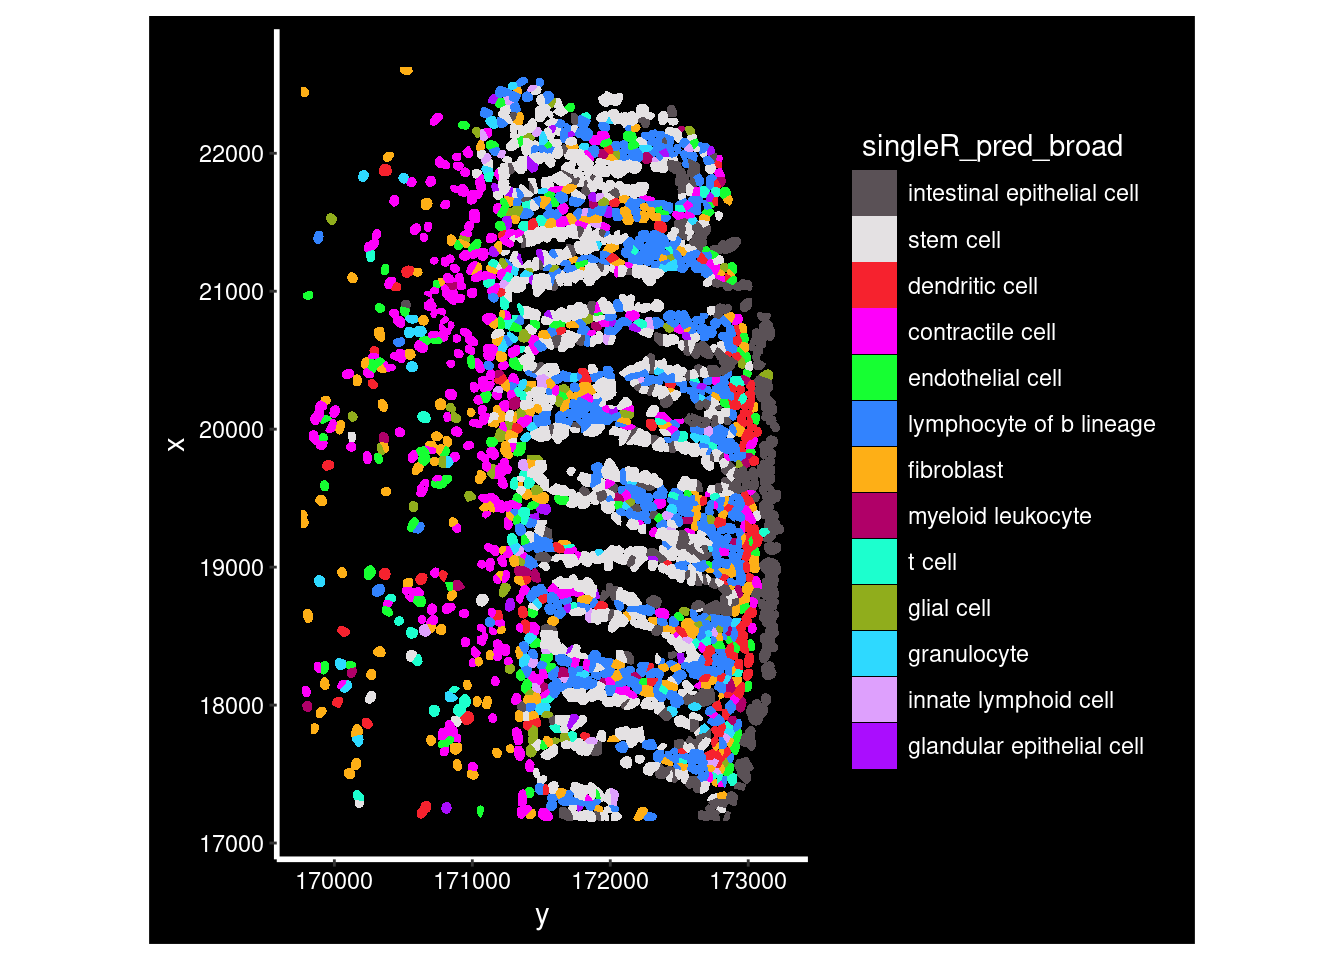 22000
21000
20000
19000
18000
17000
x
170000 171000 172000 173000
y
singleR_pred_broad
intestinal epithelial cell
stem cell
dendritic cell
contractile cell
endothelial cell
lymphocyte of b lineage
fibroblast
myeloid leukocyte
t cell
glial cell
granulocyte
innate lymphoid cell
glandular epithelial cell